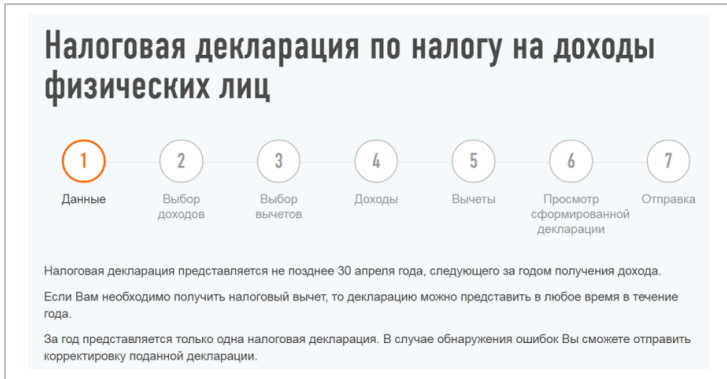 Налоговая декларация по налогу на доходы
физических лиц
1 2 3 4 5 6 7
Данные Выбор Выбор Доходы Вычеты Просмотр Отправка
доходов вычетов сформированной
декларации
Налоговая декларация представляется не позднее 30 апреля года, следующего за годом получения дохода.
Если Вам необходимо получить налоговый вычет, то декларацию можно представить в любое время в течение
года.
За год представляется только одна налоговая декларация. В случае обнаружения ошибок Вы сможете отправить
корректировку поданной декларации.